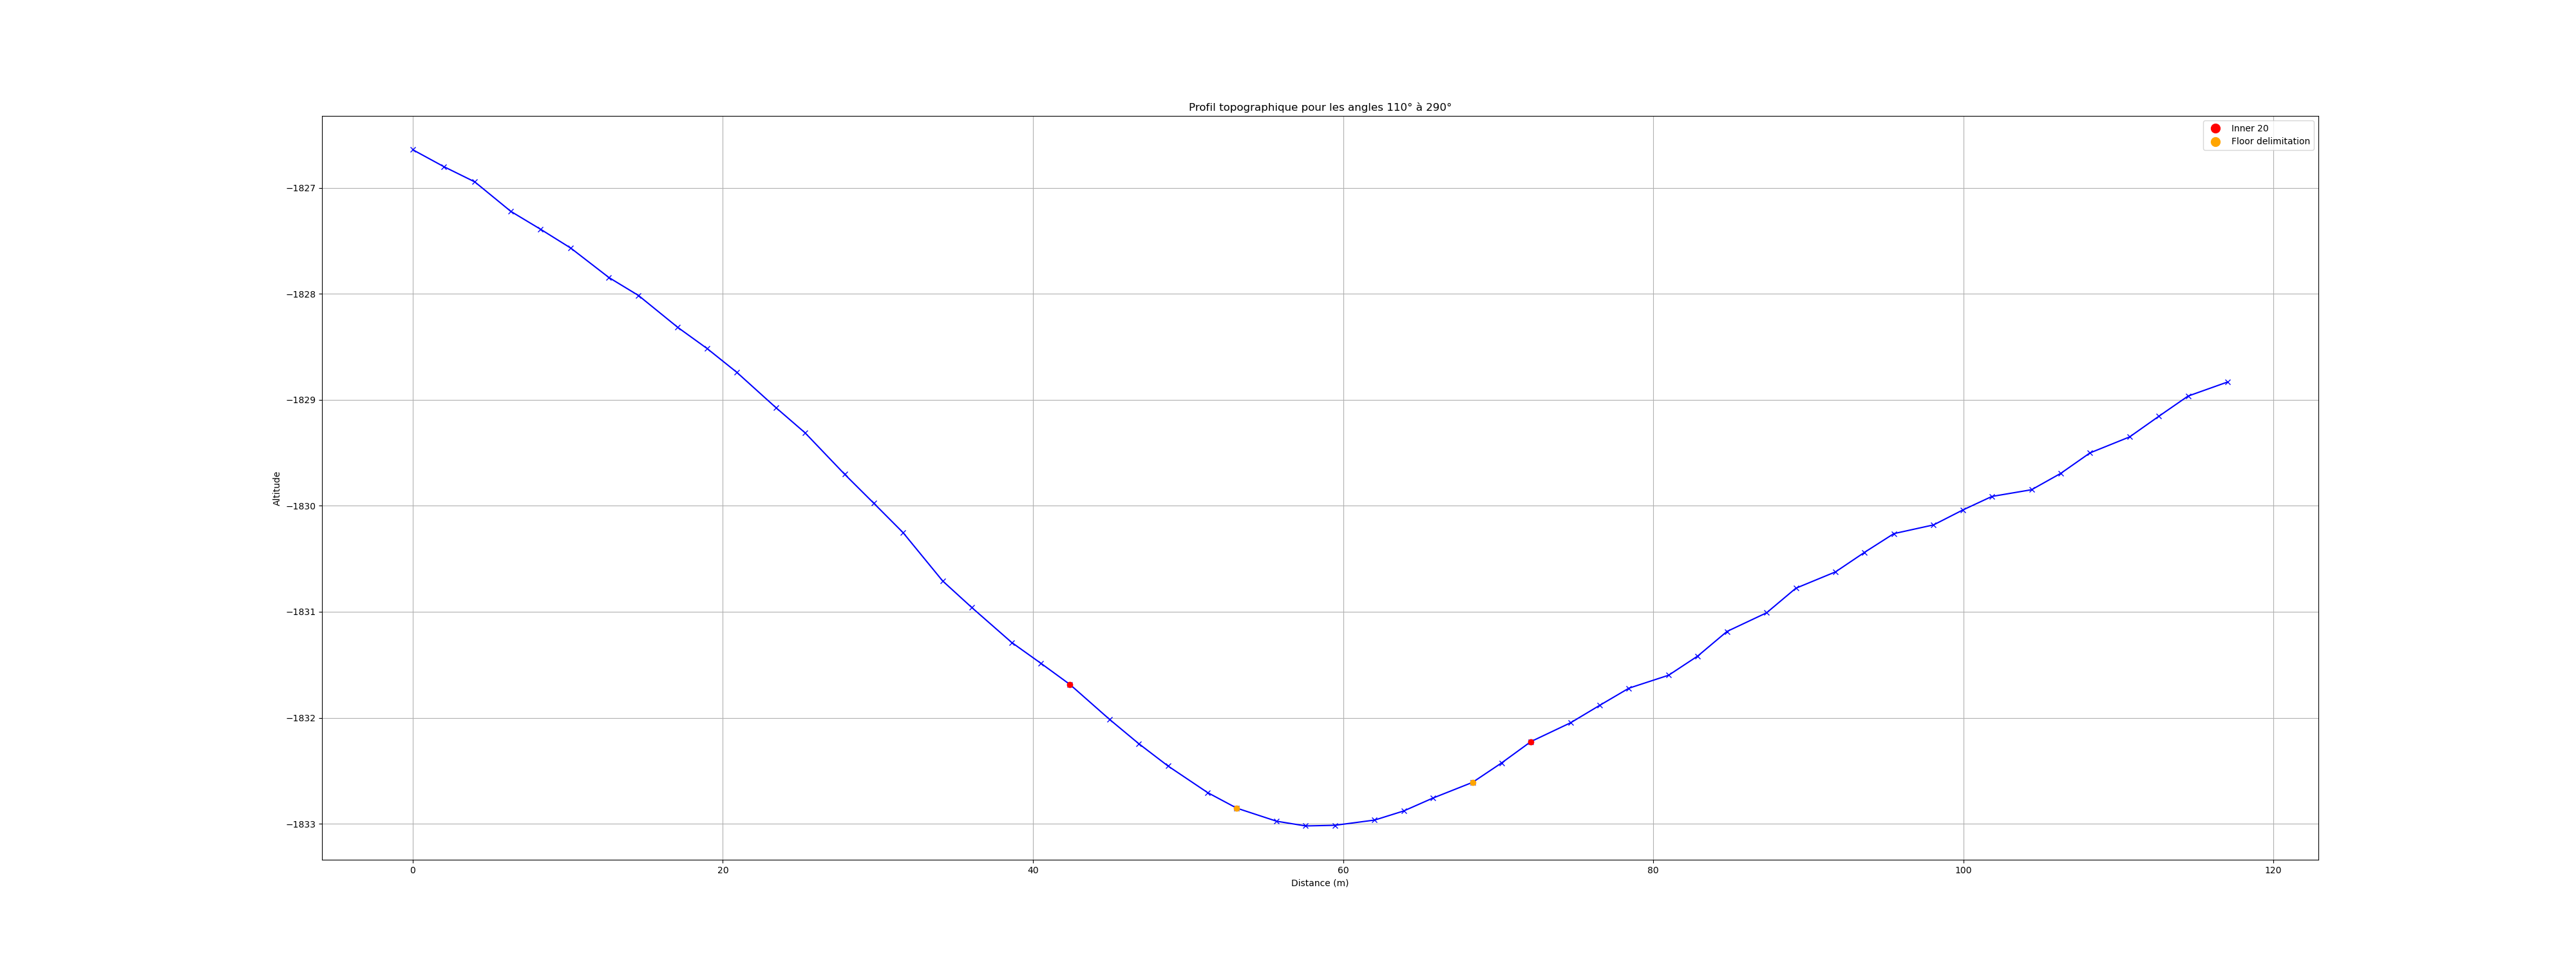 Profil topographique pour les angles 110° à 290°
Inner 20
Floor delimitation
−1827
−1828
−1829
−1830
−1831
−1832
−1833
Altitude
0 20 40 60 80 100 120
Distance (m)